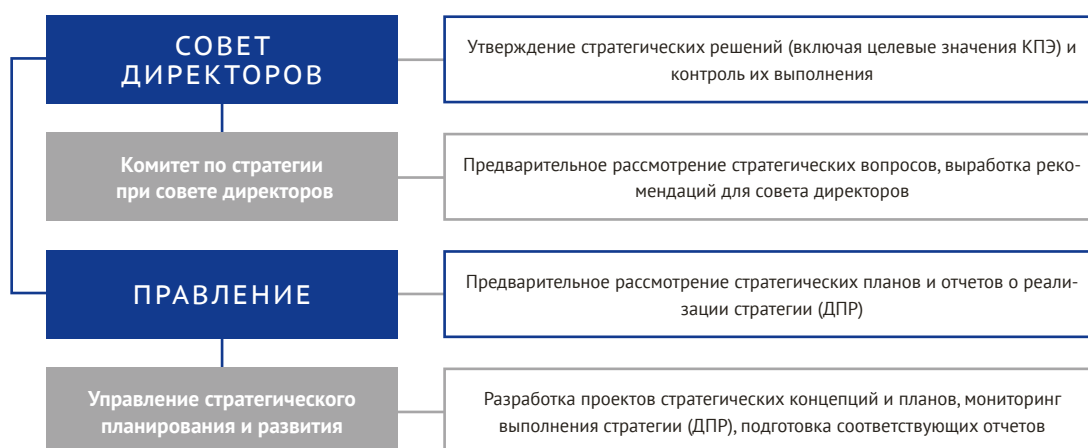 СОВЕТ
ДИРЕКТОРОВ
Утверждение стратегических решений (включая целевые значения КПЭ) и
контроль их выполнения
Комитет по стратегии
при совете директоров
Предварительное рассмотрение стратегических вопросов, выработка реко-
мендаций для совета директоров
ПРАВЛЕНИЕ
Предварительное рассмотрение стратегических планов и отчетов о реали-
зации стратегии (ДПР)
Управление стратегического
планирования и развития
Разработка проектов стратегических концепций и планов, мониторинг
выполнения стратегии (ДПР), подготовка соответствующих отчетов